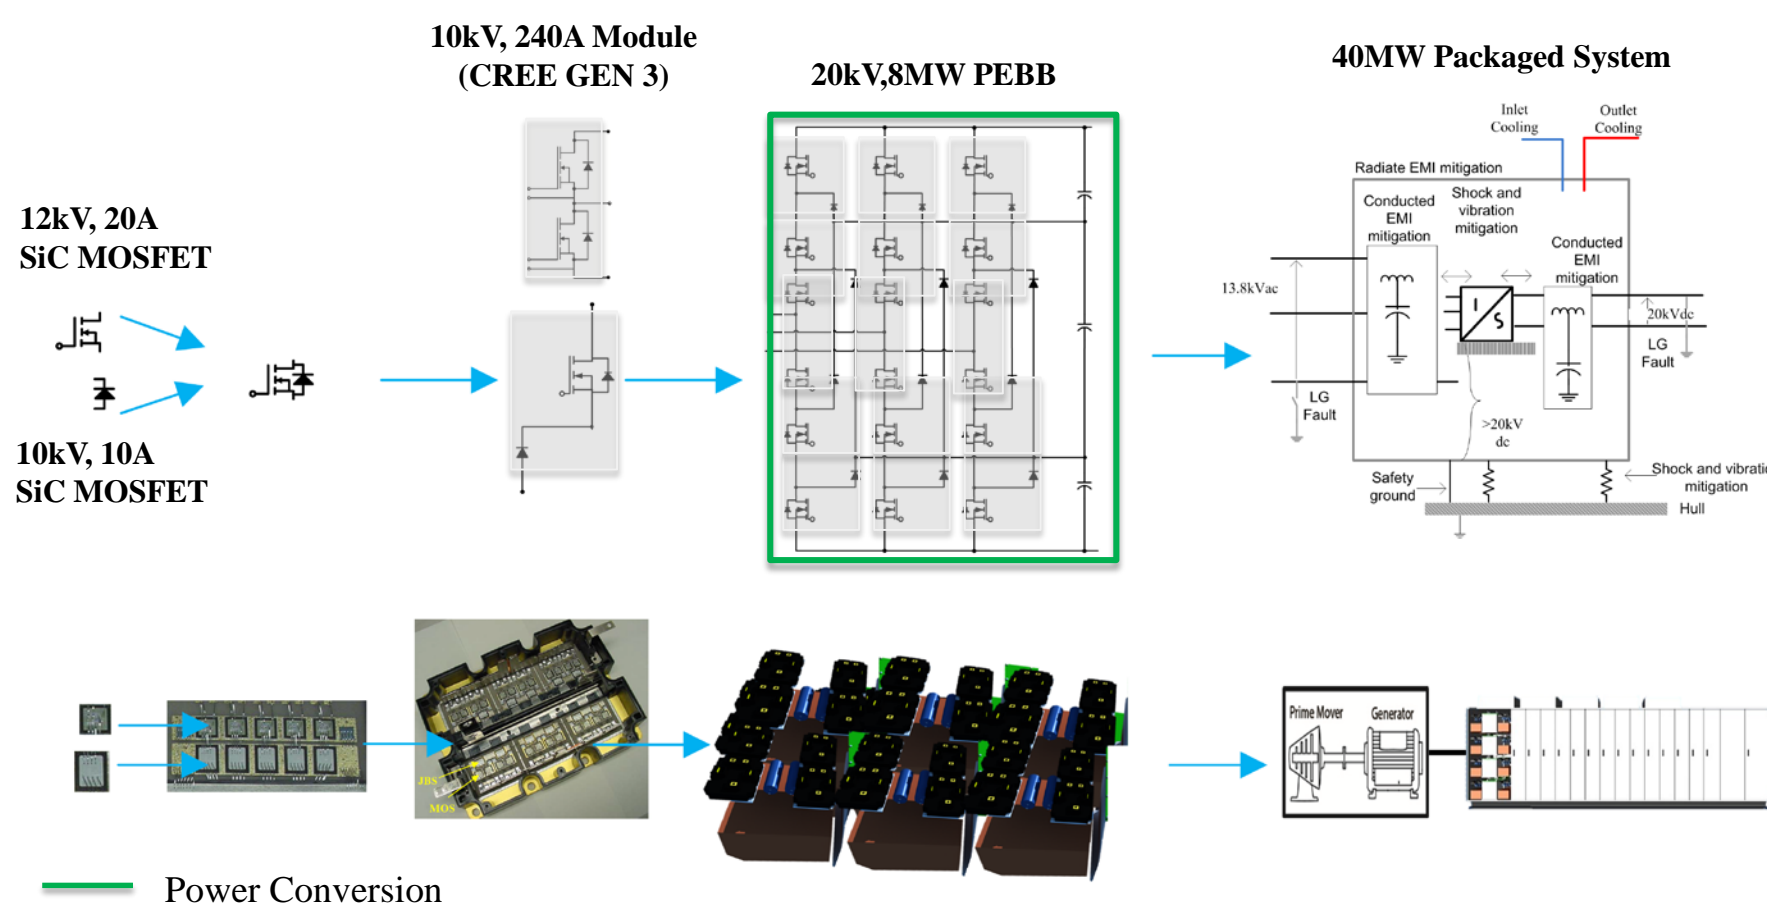 10kV, 240A Module
(CREE GEN 3)
20kV,8MW PEBB
40MW Packaged System
12kV, 20A
SiC MOSFET
10kV, 10A
SiC MOSFET
Inlet
Cooling
Outlet
Cooling
Radiate EMI mitigation
Conducted
EMI
mitigation
Shock and
vibration
mitigation
Conducted
EMI
mitigation
13.8kVac
1
S
20kVdc
LG
Fault
LG
Fault
>20kV
dc
Safety
ground
Shock and vibratio
mitigation
Hull
JBS
MOS
Prime Mover
Generator
Power Conversion